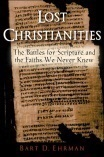 LOST
CHRISTIANITIES
The Battles for Scripture and
the Faiths We Never Knew
BART D. EHRMAN